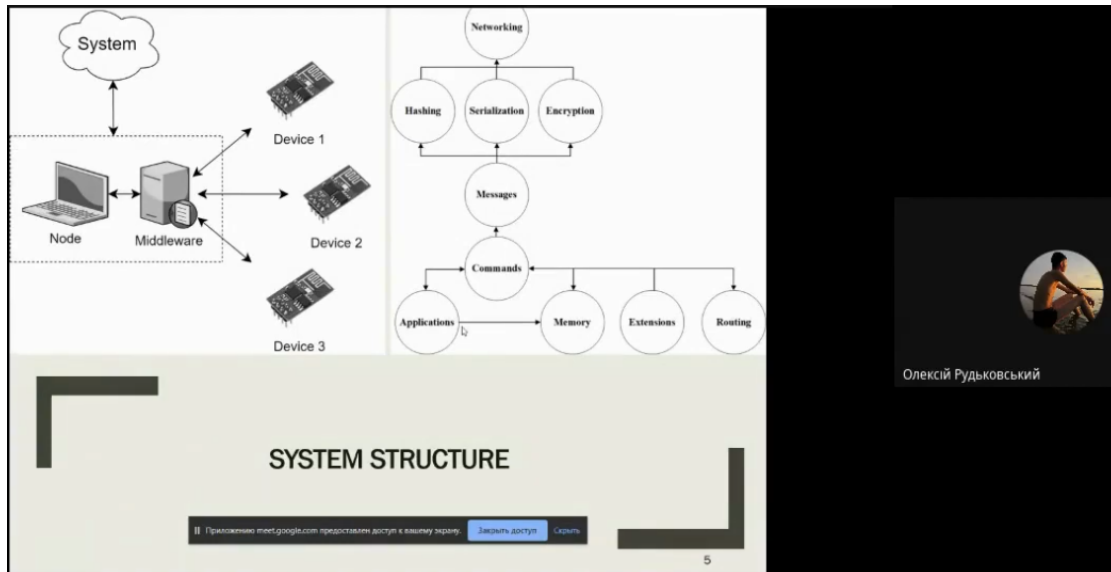 System
Device 1
Node
Middleware
Device 2
Device 3
Networking
Hashing
Serialization
Encryption
Messages
Commands
Applications
Memory
Extensions
Routing
SYSTEM STRUCTURE
Приложению meet.google.com предоставлен доступ к вашему экрану.
Закрыть доступ
Скрыть
5
Олексій Рудьковський